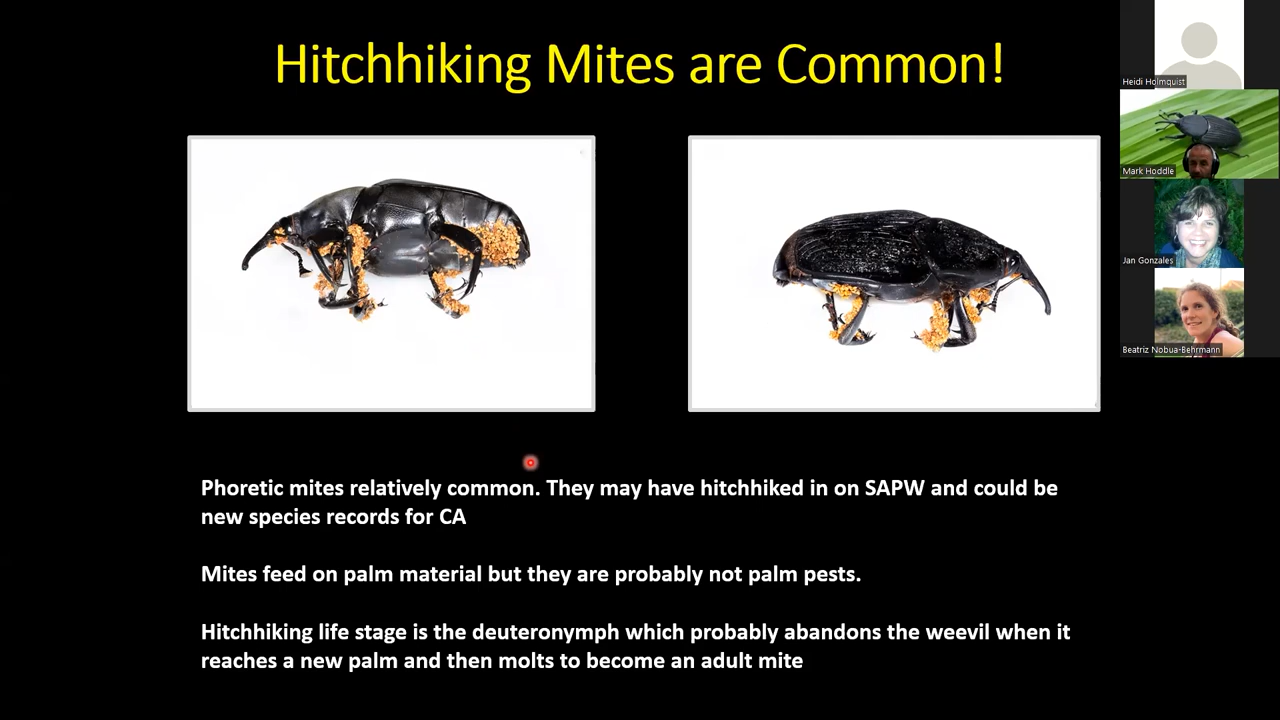 Hitchhiking Mites are Common!
Heidi Holmquist
Mark Hoddle
Jan Gonzales
Beatriz Nobua-Behrmann
Phoretic mites relatively common. They may have hitchhiked in on SAPW and could be
new species records for CA
Mites feed on palm material but they are probably not palm pests.
Hitchhiking life stage is the deuteronymph which probably abandons the weevil when it
reaches a new palm and then molts to become an adult mite